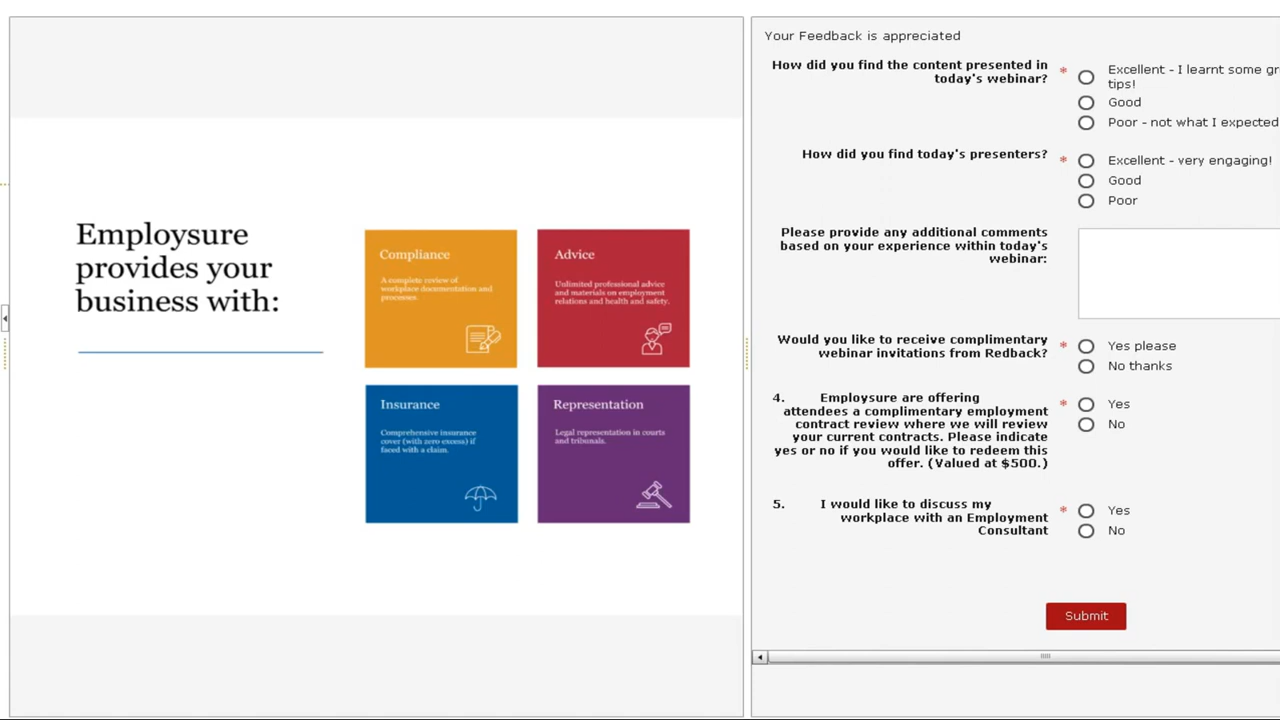 Employsure
provides your
business with:
Compliance
A complete review of
workplace documentation and
processes.
Advice
Unlimited professional advice
and materials on employment
relations and health and safety.
Insurance
Comprehensive insurance
cover (with zero excess) if
faced with a claim.
Representation
Legal representation in courts
and tribunals.
Your Feedback is appreciated
How did you find the content presented in
today's webinar?
*
Excellent - I learnt some gr
tips!
Good
Poor - not what I expected
How did you find today's presenters?
*
Excellent - very engaging!
Good
Poor
Please provide any additional comments
based on your experience within today's
webinar:
Would you like to receive complimentary
webinar invitations from Redback?
*
Yes please
No thanks
4. Employsure are offering
attendees a complimentary employment
contract review where we will review
your current contracts. Please indicate
yes or no if you would like to redeem this
offer. (Valued at $500.)
*
Yes
No
5. I would like to discuss my
workplace with an Employment
Consultant
*
Yes
No
Submit